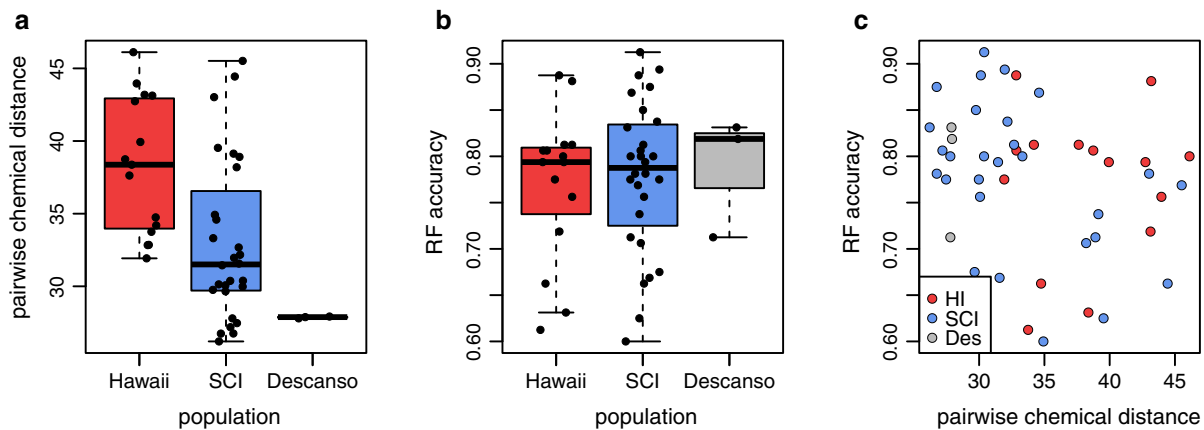 a
pairwise chemical distance
45
40
35
30
Hawaii SCI Descanso
population
b
RF accuracy
0.90
0.80
0.70
0.60
Hawaii SCI Descanso
population
c
RF accuracy
0.90
0.80
0.70
0.60
HI
SCI
Des
30 35 40 45
pairwise chemical distance